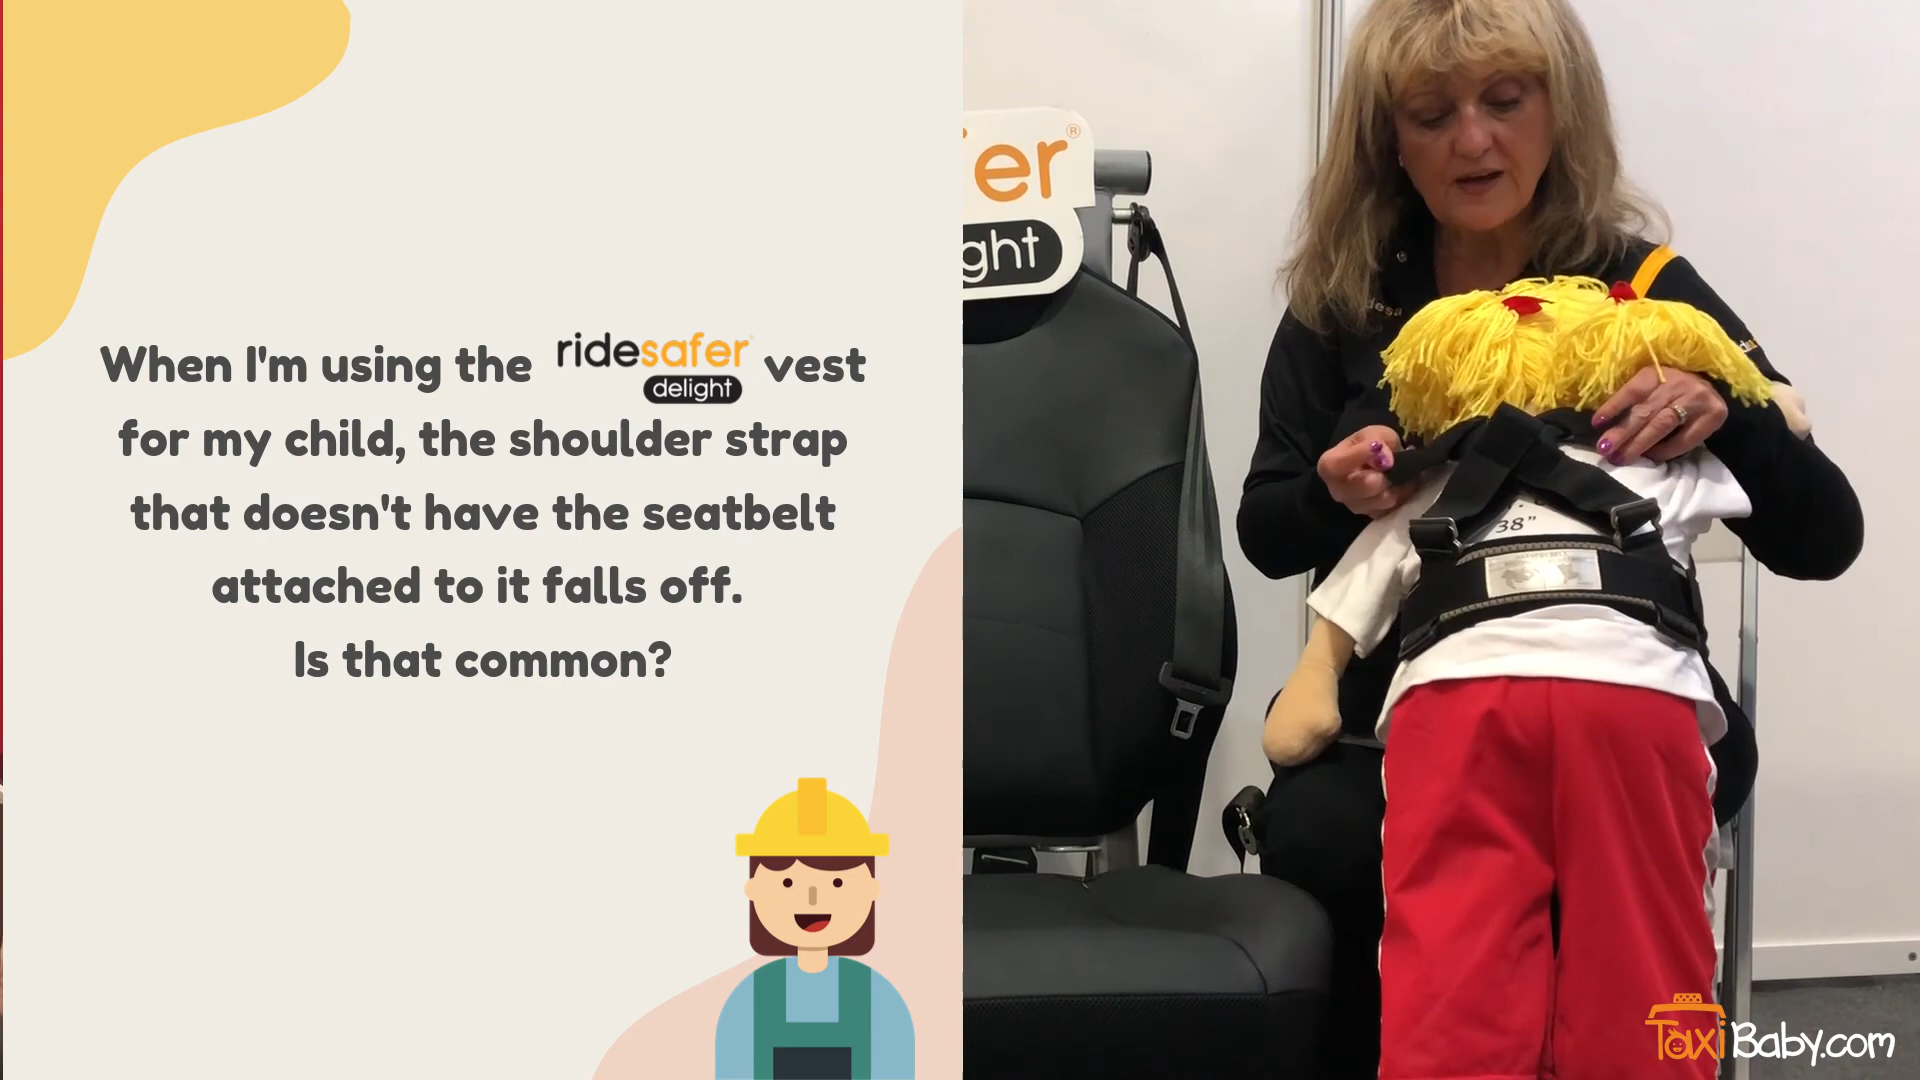 When I'm using the ridesafer delight vest
for my child, the shoulder strap
that doesn't have the seatbelt
attached to it falls off.
Is that common?
er®
ght
38"
TaxiBaby.com